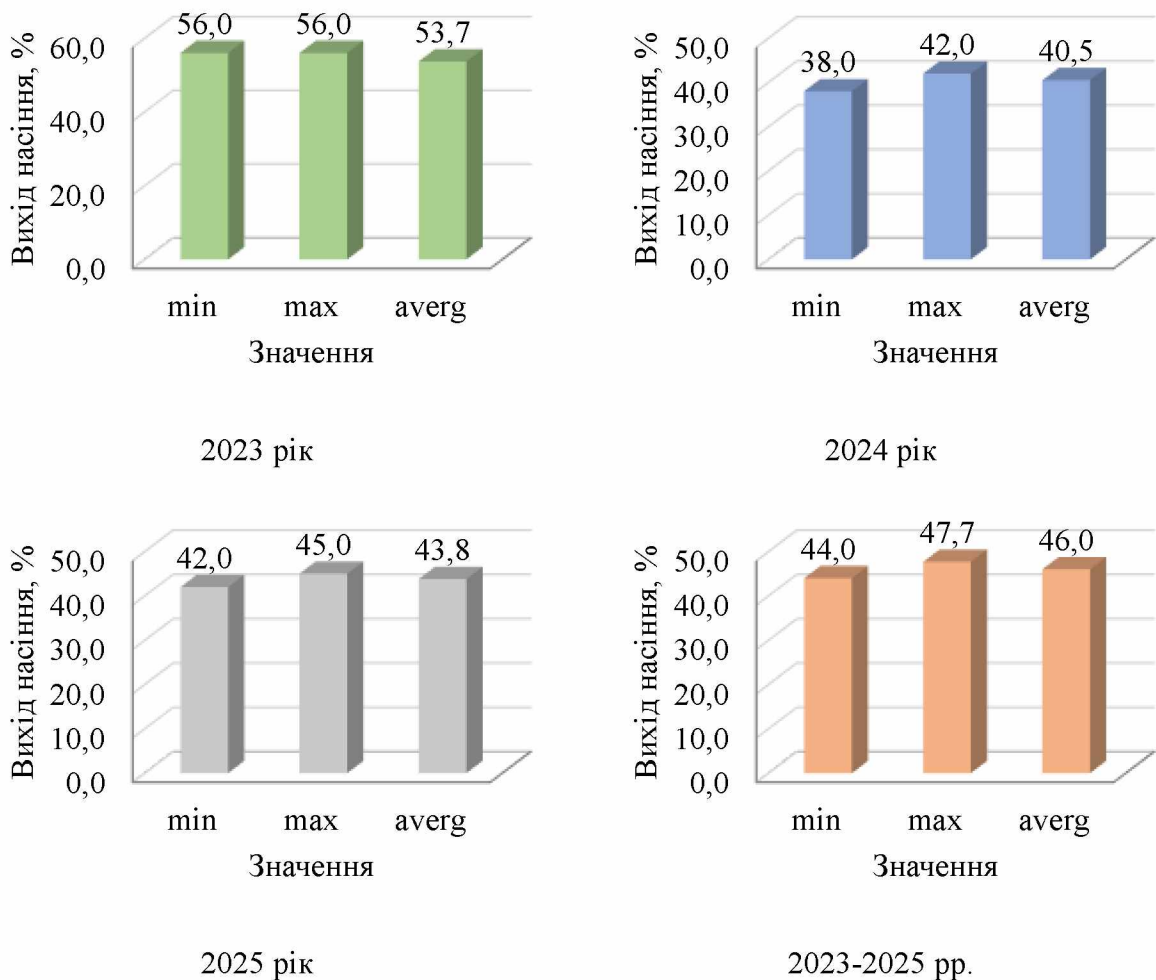 Вихід насіння, %
60,0
40,0
20,0
0,0
56,0
56,0
53,7
min
max
averg
Значення
2023 рік
Вихід насіння, %
50,0
40,0
30,0
20,0
10,0
0,0
38,0
42,0
40,5
min
max
averg
Значення
2024 рік
Вихід насіння, %
50,0
40,0
30,0
20,0
10,0
0,0
42,0
45,0
43,8
min
max
averg
Значення
2025 рік
Вихід насіння, %
50,0
40,0
30,0
20,0
10,0
0,0
44,0
47,7
46,0
min
max
averg
Значення
2023-2025 рр.